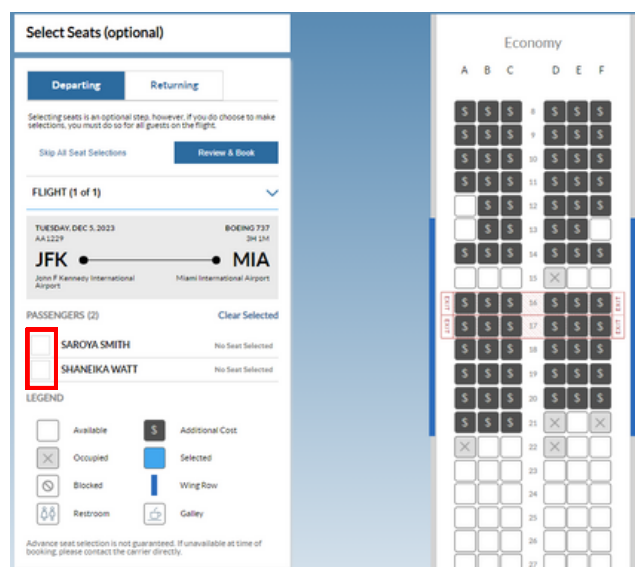 Select Seats (optional)
Departing
Returning
Selecting seats is an optional step, however, if you do choose to make
selections, you must do so for all guests on the flight.
Skip All Seat Selections
Review & Book
FLIGHT (1 of 1)
TUESDAY, DEC 5, 2023
BOEING 737
AA1229
3H 1M
JFK
MIA
John F Kennedy International
Airport
Miami International Airport
PASSENGERS (2)
Clear Selected
SAROYA SMITH
No Seat Selected
SHANEIKA WATT
No Seat Selected
LEGEND
Available
$ Additional Cost
Occupied
Selected
Blocked
Wing Row
Restroom
Galley
Advance seat selection is not guaranteed. If unavailable at time of
booking, please contact the carrier directly.
Economy
A B C D E F
$ $ $ 8 $ $ $
$ $ $ 9 $ $ $
$ $ $ 10 $ $ $
$ $ $ 11 $ $ $
$ $ 12 $ $ $
$ $ 13 $ $
$ $ $ 14 $ $ $
15
EXIT $ $ $ 16 $ $ $ EXIT
EXIT $ $ $ 17 $ $ $ EXIT
$ $ $ 18 $ $ $
$ $ $ 19 $ $ $
$ $ $ 20 $ $ $
$ $ $ 21
22
23
24
25
26
27